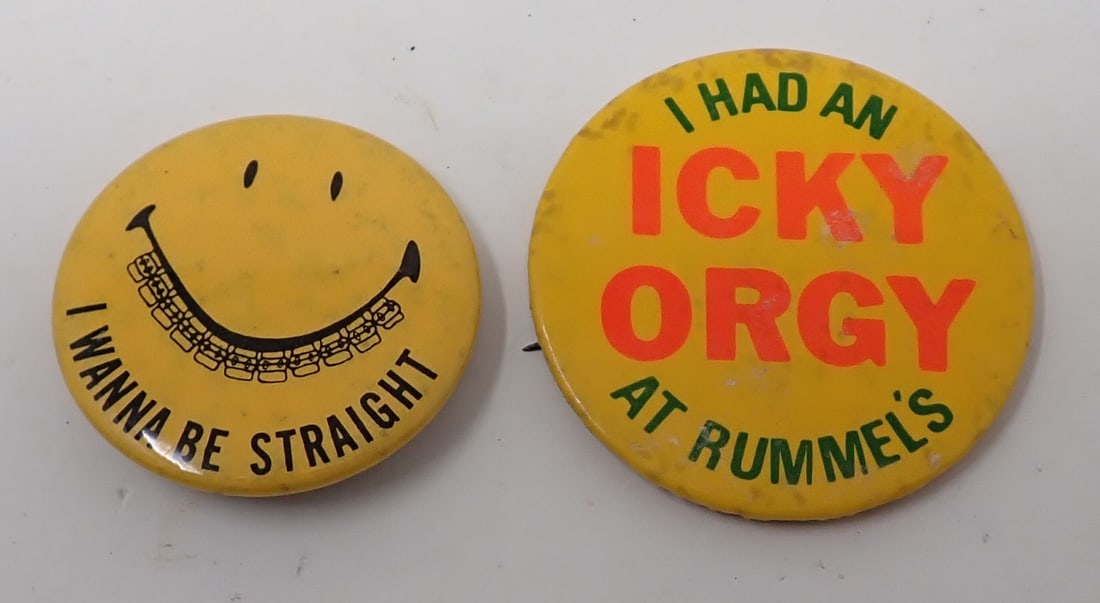 I WANNA BE STRAIGHT
I HAD AN
ICKY
ORGY
AT RUMMEL'S